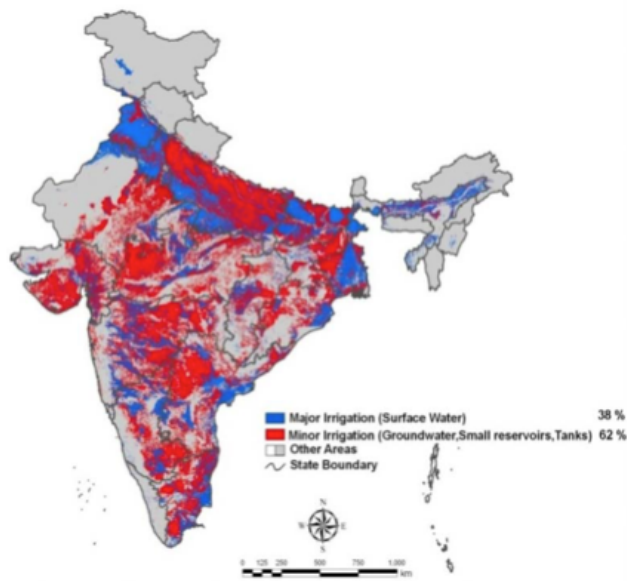 Major Irrigation (Surface Water) 38 %
Minor Irrigation (Groundwater,Small reservoirs,Tanks) 62 %
Other Areas
State Boundary
N
W E
S
0 125 250 500 750 1,000
km